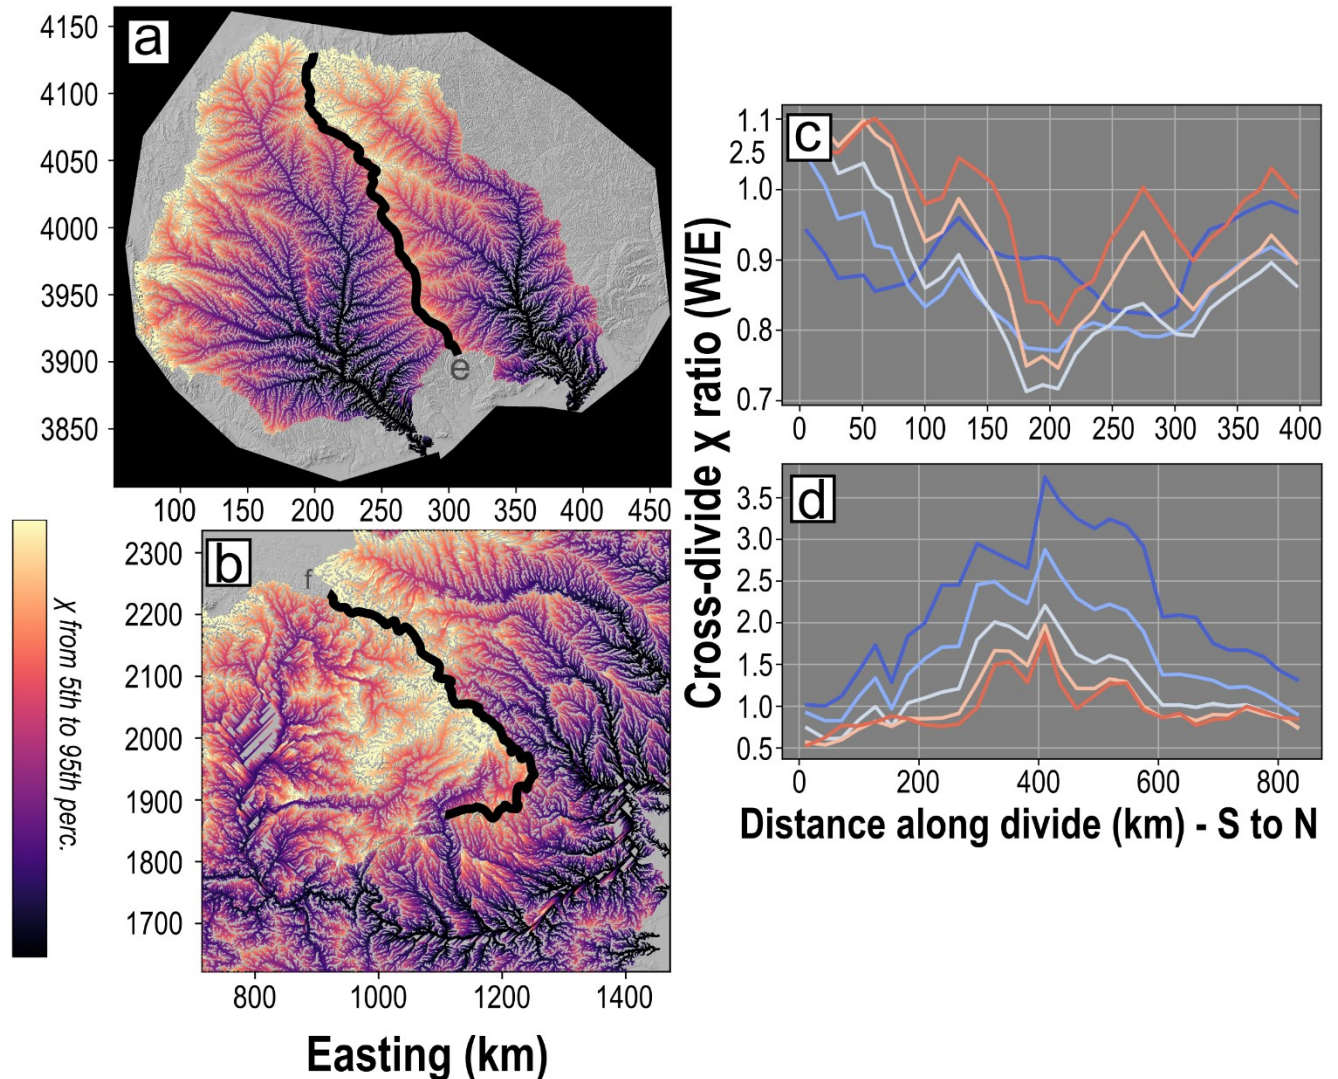 a
4150
4100
4050
4000
3950
3900
3850
e
100 150 200 250 300 350 400 450
b
f
2300
2200
2100
2000
1900
1800
1700
800 1000 1200 1400
Easting (km)
χ from 5th to 95th perc.
Cross-divide χ ratio (W/E)
c
1.1
2.5
1.0
0.9
0.8
0.7
0 50 100 150 200 250 300 350 400
d
3.5
3.0
2.5
2.0
1.5
1.0
0.5
0 200 400 600 800
Distance along divide (km) - S to N